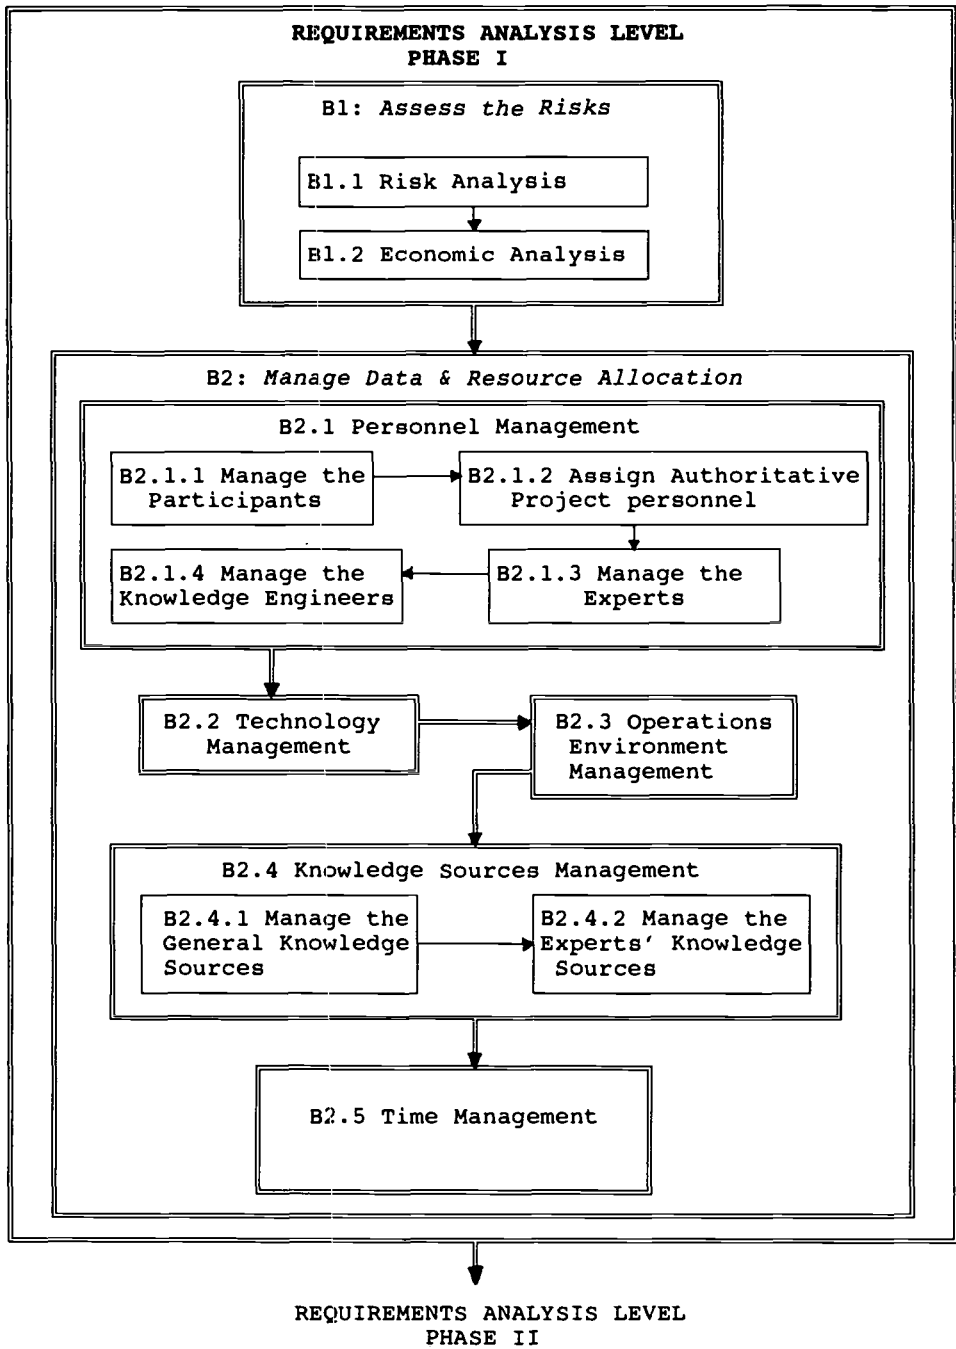 REQUIREMENTS ANALYSIS LEVEL
PHASE I
B1: Assess the Risks
B1.1 Risk Analysis
B1.2 Economic Analysis
B2: Manage Data & Resource Allocation
B2.1 Personnel Management
B2.1.1 Manage the
Participants
B2.1.2 Assign Authoritative
Project personnel
B2.1.4 Manage the
Knowledge Engineers
B2.1.3 Manage the
Experts
B2.2 Technology
Management
B2.3 Operations
Environment
Management
B2.4 Knowledge Sources Management
B2.4.1 Manage the
General Knowledge
Sources
B2.4.2 Manage the
Experts' Knowledge
Sources
B2.5 Time Management
REQUIREMENTS ANALYSIS LEVEL
PHASE II